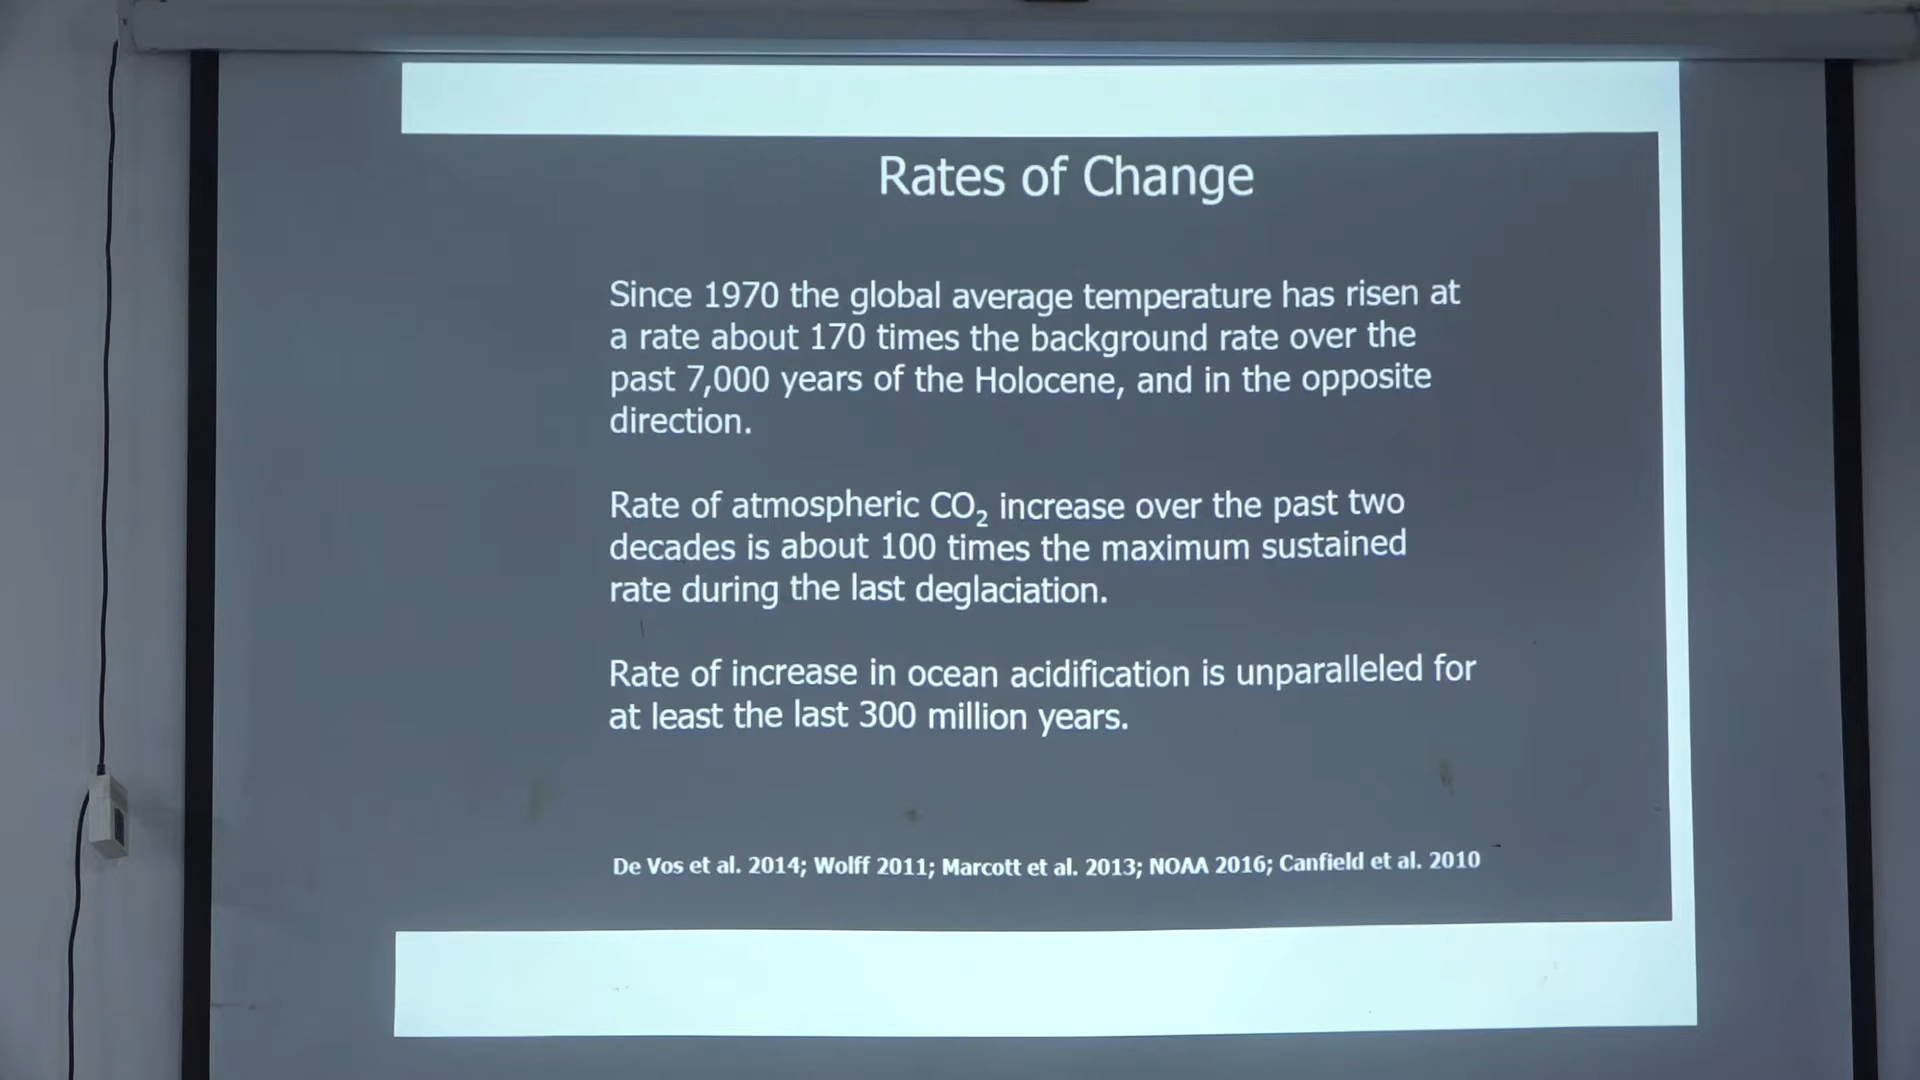 Rates of Change
Since 1970 the global average temperature has risen at
a rate about 170 times the background rate over the
past 7,000 years of the Holocene, and in the opposite
direction.
Rate of atmospheric CO₂ increase over the past two
decades is about 100 times the maximum sustained
rate during the last deglaciation.
Rate of increase in ocean acidification is unparalleled for
at least the last 300 million years.
De Vos et al. 2014; Wolff 2011; Marcott et al. 2013; NOAA 2016; Canfield et al. 2010